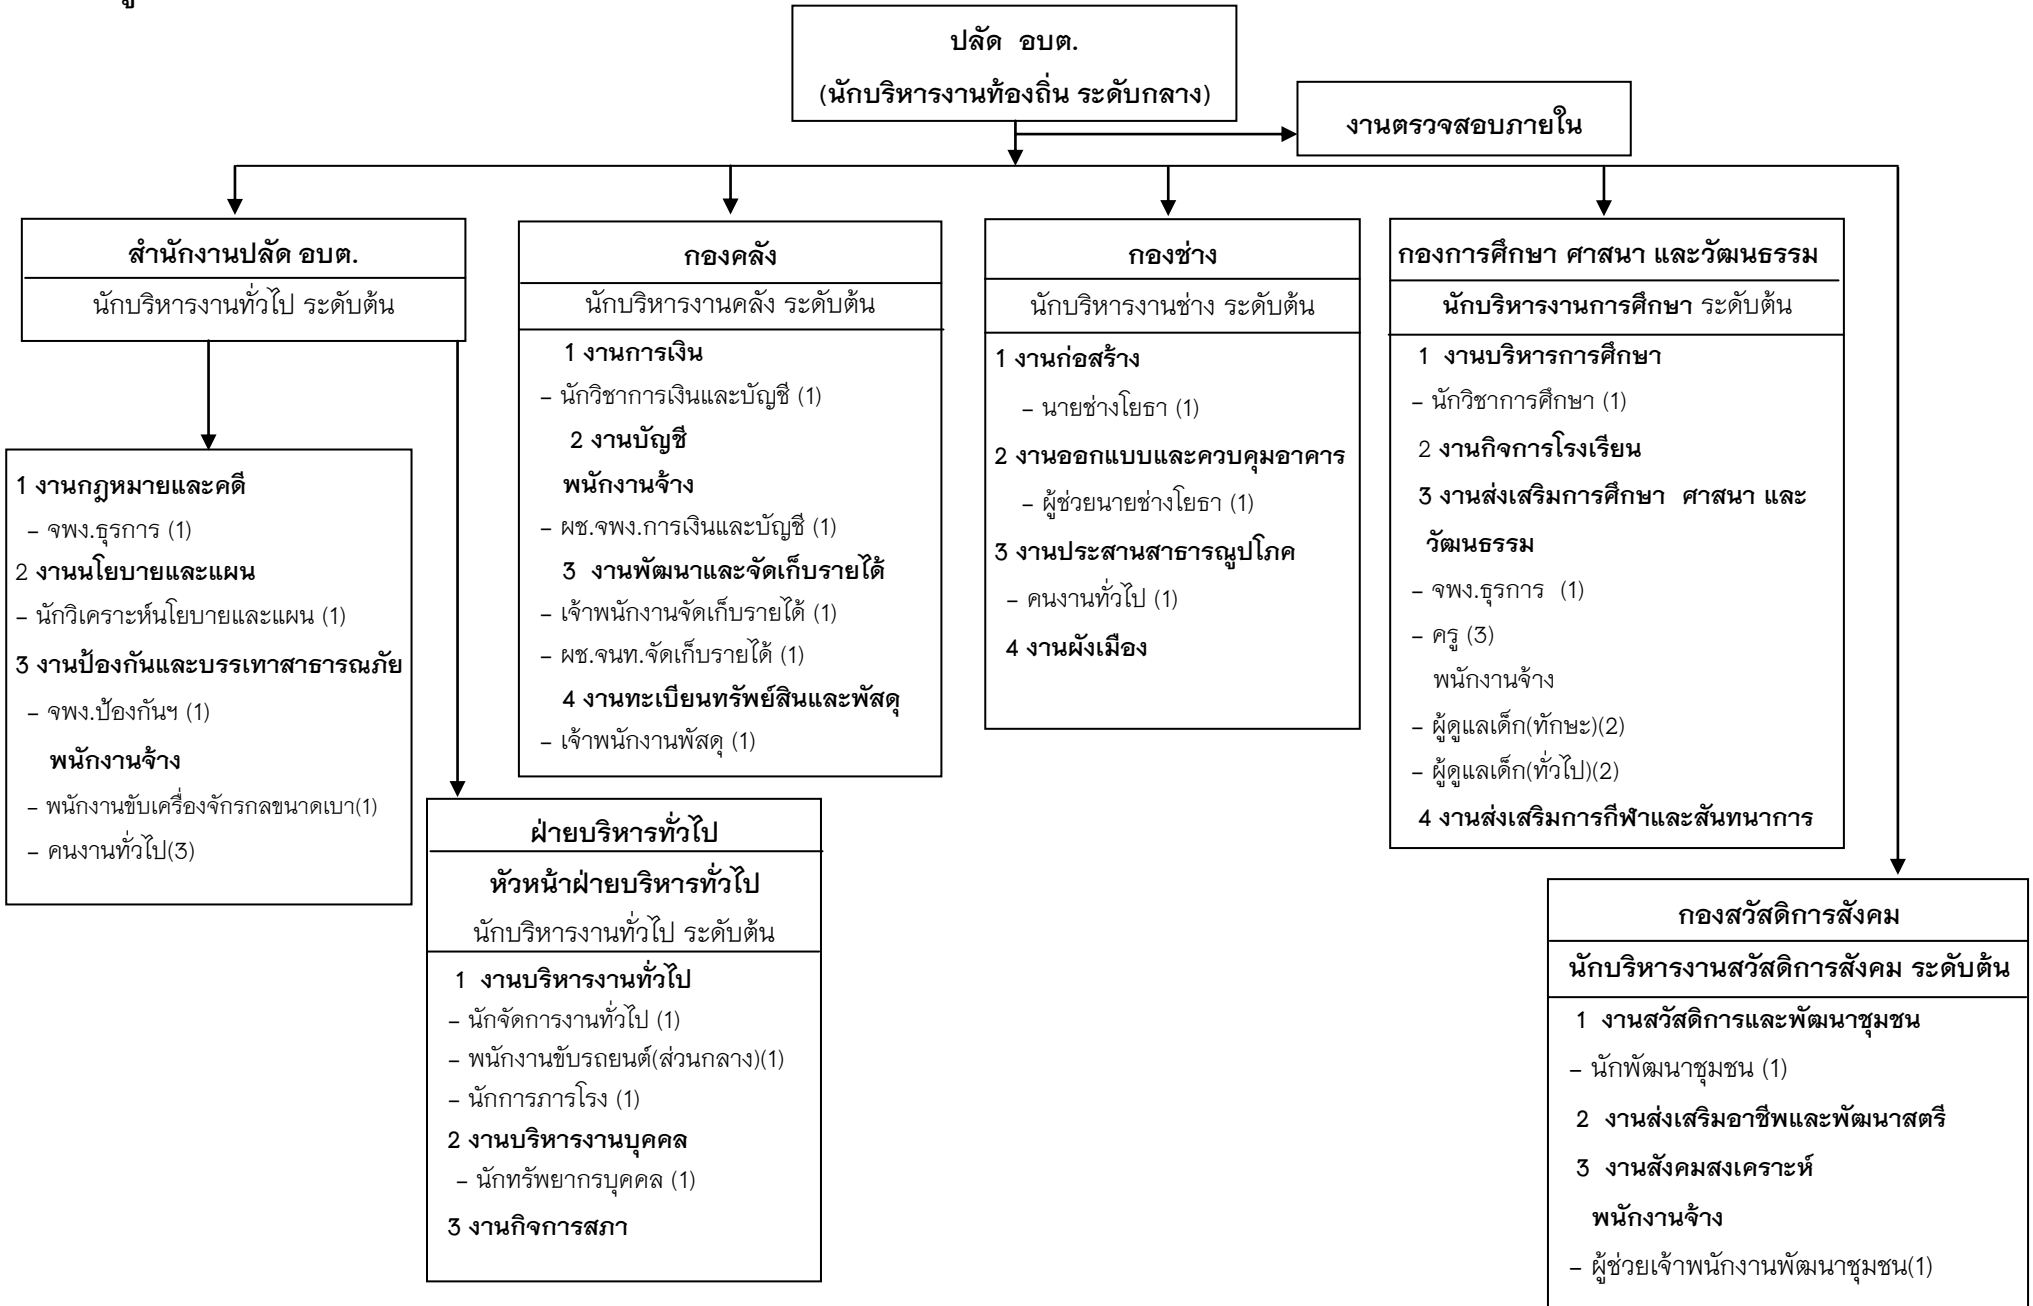 ปลัด อบต.
(นักบริหารงานท้องถิ่น ระดับกลาง)
งานตรวจสอบภายใน
สำนักงานปลัด อบต.
นักบริหารงานทั่วไป ระดับต้น
1 งานกฎหมายและคดี
- จพง.ธุรการ (1)
2 งานนโยบายและแผน
- นักวิเคราะห์นโยบายและแผน (1)
3 งานป้องกันและบรรเทาสาธารณภัย
- จพง.ป้องกันฯ (1)
พนักงานจ้าง
- พนักงานขับเครื่องจักรกลขนาดเบา(1)
- คนงานทั่วไป(3)
ฝ่ายบริหารทั่วไป
หัวหน้าฝ่ายบริหารทั่วไป
นักบริหารงานทั่วไป ระดับต้น
1 งานบริหารงานทั่วไป
- นักจัดการงานทั่วไป (1)
- พนักงานขับรถยนต์(ส่วนกลาง)(1)
- นักการภารโรง (1)
2 งานบริหารงานบุคคล
- นักทรัพยากรบุคคล (1)
3 งานกิจการสภา
กองคลัง
นักบริหารงานคลัง ระดับต้น
1 งานการเงิน
- นักวิชาการเงินและบัญชี (1)
2 งานบัญชี
พนักงานจ้าง
- ผช.จพง.การเงินและบัญชี (1)
3 งานพัฒนาและจัดเก็บรายได้
- เจ้าพนักงานจัดเก็บรายได้ (1)
- ผช.จนท.จัดเก็บรายได้ (1)
4 งานทะเบียนทรัพย์สินและพัสดุ
- เจ้าพนักงานพัสดุ (1)
กองช่าง
นักบริหารงานช่าง ระดับต้น
1 งานก่อสร้าง
- นายช่างโยธา (1)
2 งานออกแบบและควบคุมอาคาร
- ผู้ช่วยนายช่างโยธา (1)
3 งานประสานสาธารณูปโภค
- คนงานทั่วไป (1)
4 งานผังเมือง
กองการศึกษา ศาสนา และวัฒนธรรม
นักบริหารงานการศึกษา ระดับต้น
1 งานบริหารการศึกษา
- นักวิชาการศึกษา (1)
2 งานกิจการโรงเรียน
3 งานส่งเสริมการศึกษา ศาสนา และ
วัฒนธรรม
- จพง.ธุรการ (1)
- ครู (3)
พนักงานจ้าง
- ผู้ดูแลเด็ก(ทักษะ)(2)
- ผู้ดูแลเด็ก(ทั่วไป)(2)
4 งานส่งเสริมการกีฬาและสันทนาการ
กองสวัสดิการสังคม
นักบริหารงานสวัสดิการสังคม ระดับต้น
1 งานสวัสดิการและพัฒนาชุมชน
- นักพัฒนาชุมชน (1)
2 งานส่งเสริมอาชีพและพัฒนาสตรี
3 งานสังคมสงเคราะห์
พนักงานจ้าง
- ผู้ช่วยเจ้าพนักงานพัฒนาชุมชน(1)